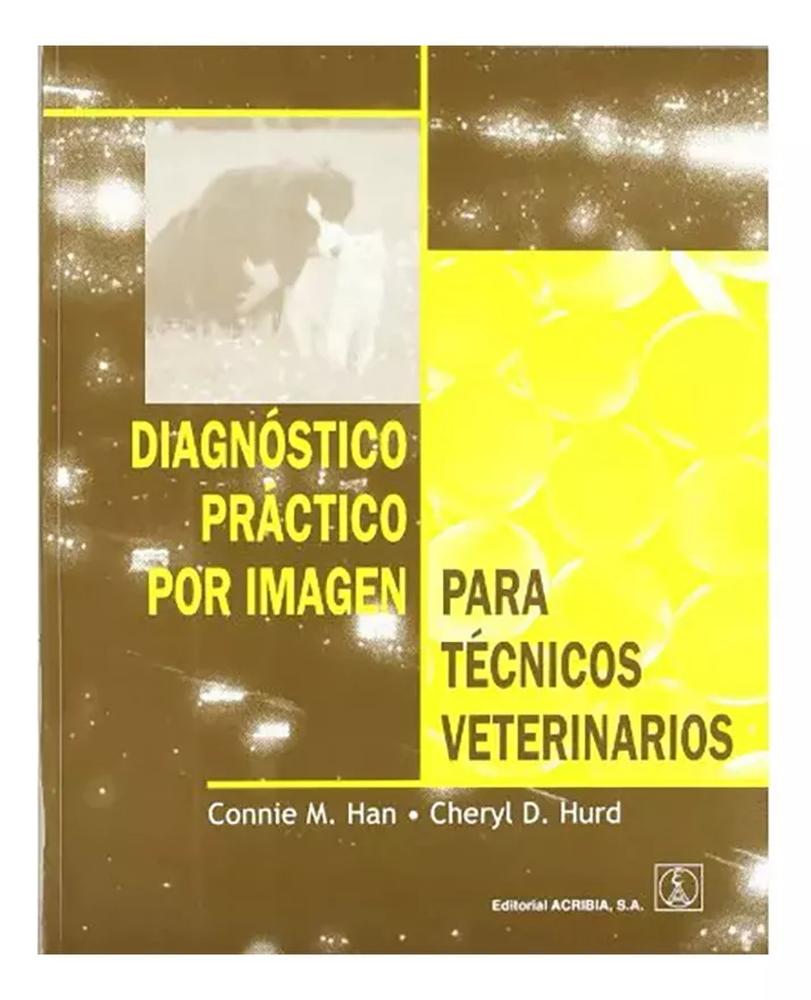 DIAGNÓSTICO
PRÁCTICO
POR IMAGEN
PARA
TÉCNICOS
VETERINARIOS
Connie M. Han • Cheryl D. Hurd
Editorial ACRIBIA, S.A.